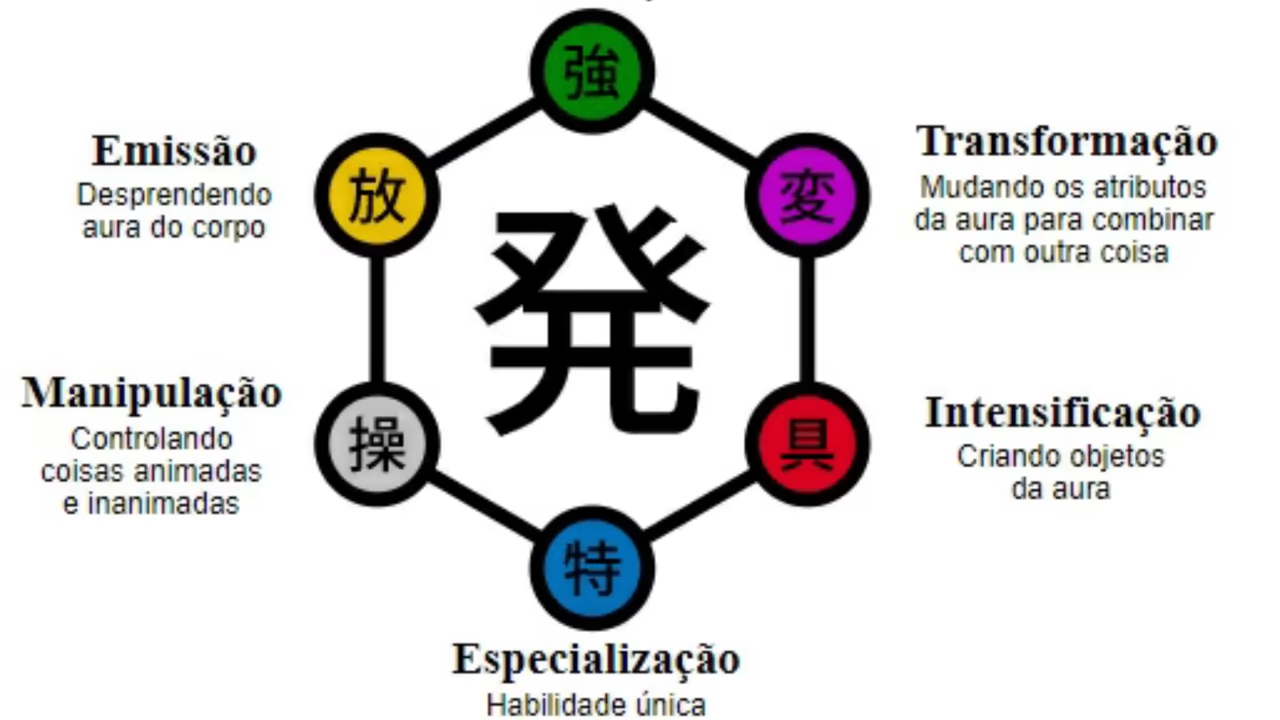 強
Emissão
Desprendendo
aura do corpo
放
変
Transformação
Mudando os atributos
da aura para combinar
com outra coisa
発
Manipulação
Controlando
coisas animadas
e inanimadas
操
具
Intensificação
Criando objetos
da aura
特
Especialização
Habilidade única